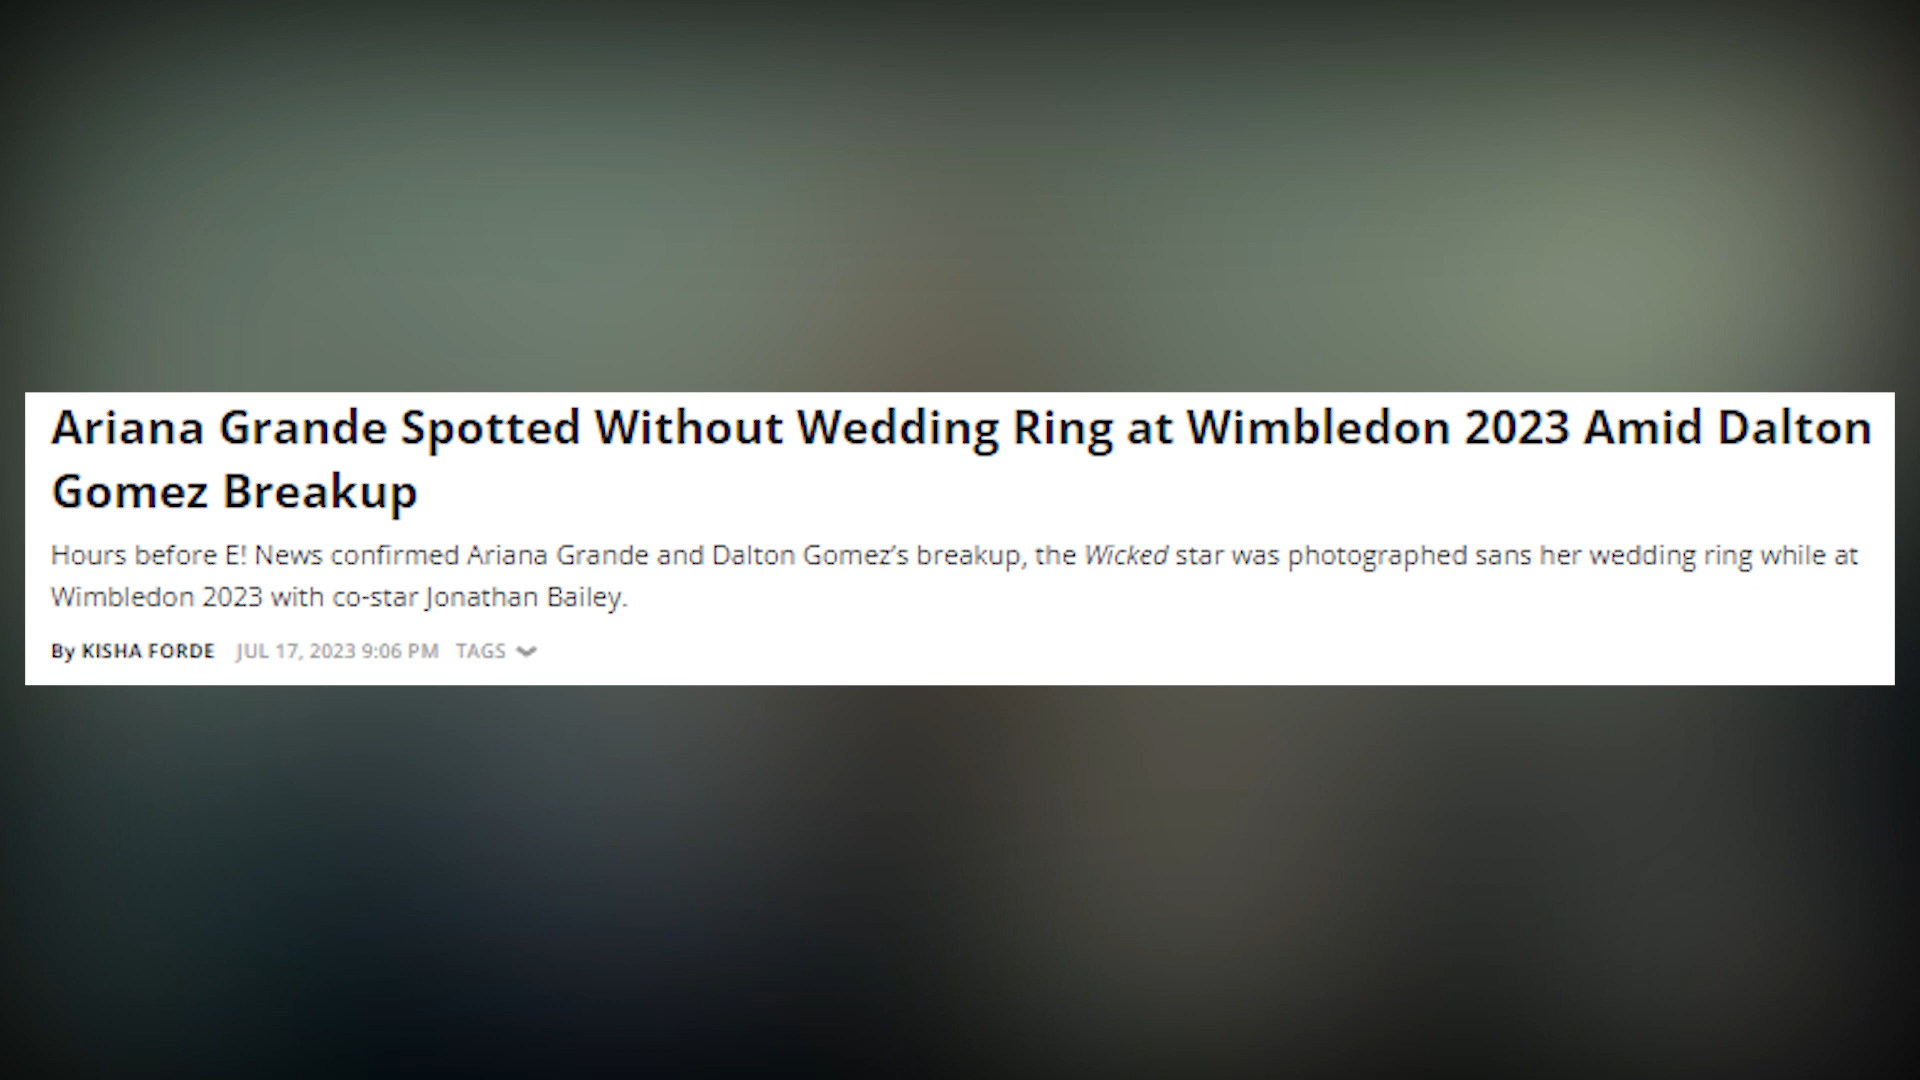 Ariana Grande Spotted Without Wedding Ring at Wimbledon 2023 Amid Dalton
Gomez Breakup
Hours before E! News confirmed Ariana Grande and Dalton Gomez’s breakup, the Wicked star was photographed sans her wedding ring while at
Wimbledon 2023 with co-star Jonathan Bailey.
By KISHA FORDE JUL 17, 2023 9:06 PM TAGS